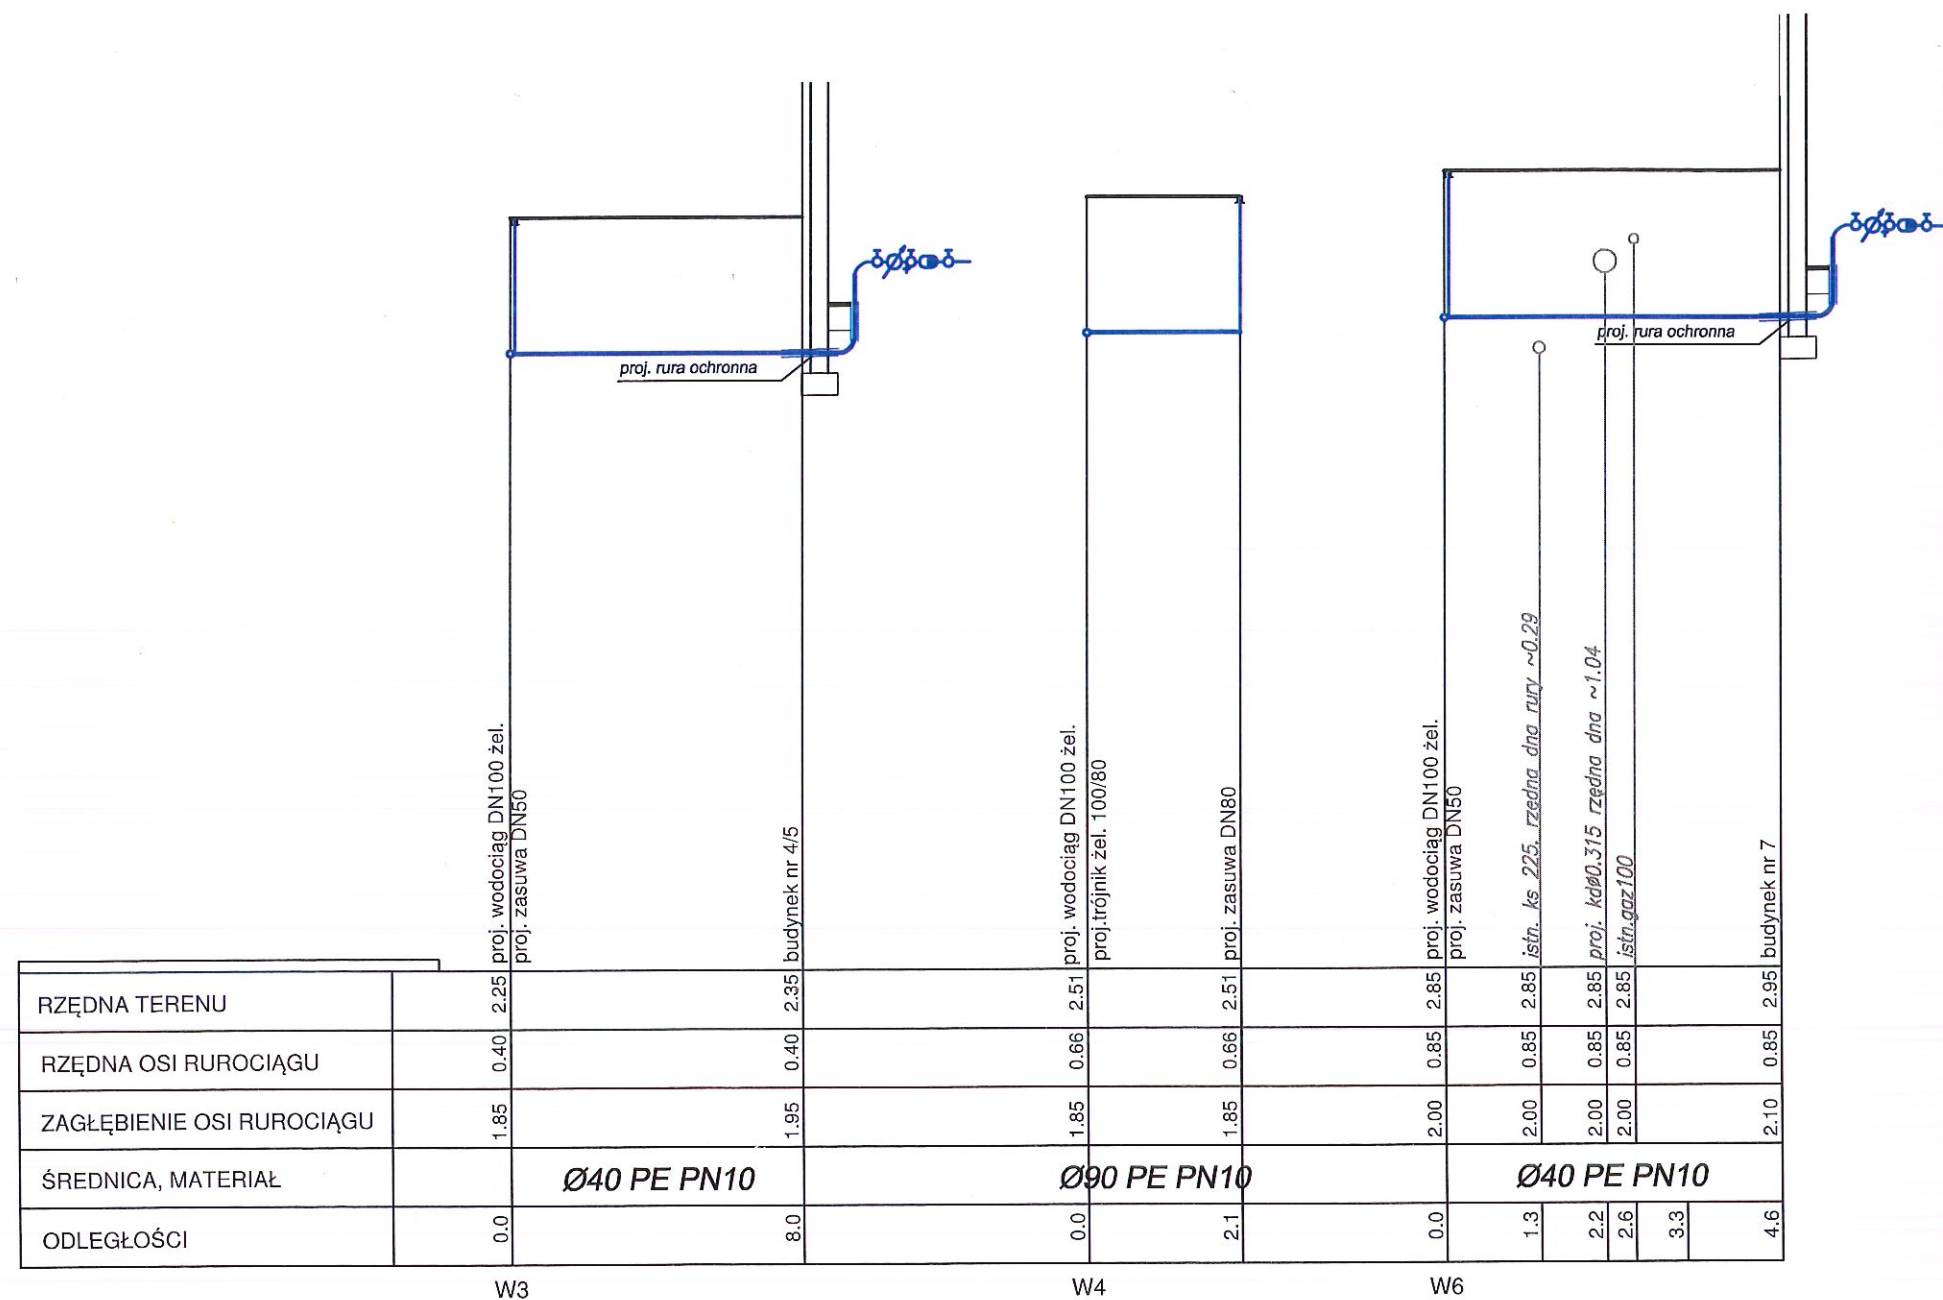 proj. rura ochronna
proj. rura ochronna
proj. wodociąg DN100 żel.
proj. zasuwa DN50
budynek nr 4/5
proj. wodociąg DN100 żel.
proj.trójnik żel. 100/80
proj. zasuwa DN80
proj. wodociąg DN100 żel.
proj. zasuwa DN50
istn. ks 225, rzędna dna rury ~0.29
proj. kdø0.315 rzędna dna ~1.04
istn.gaz100
budynek nr 7
RZĘDNA TERENU 2.25 2.35 2.51 2.51 2.85 2.85 2.85 2.85 2.95
RZĘDNA OSI RUROCIĄGU 0.40 0.40 0.66 0.66 0.85 0.85 0.85 0.85 0.85
ZAGŁĘBIENIE OSI RUROCIĄGU 1.85 1.95 1.85 1.85 2.00 2.00 2.00 2.00 2.10
ŚREDNICA, MATERIAŁ Ø40 PE PN10 Ø90 PE PN10 Ø40 PE PN10
ODLEGŁOŚCI 0.0 8.0 0.0 2.1 0.0 1.3 2.2 2.6 3.3 4.6
W3 W4 W6